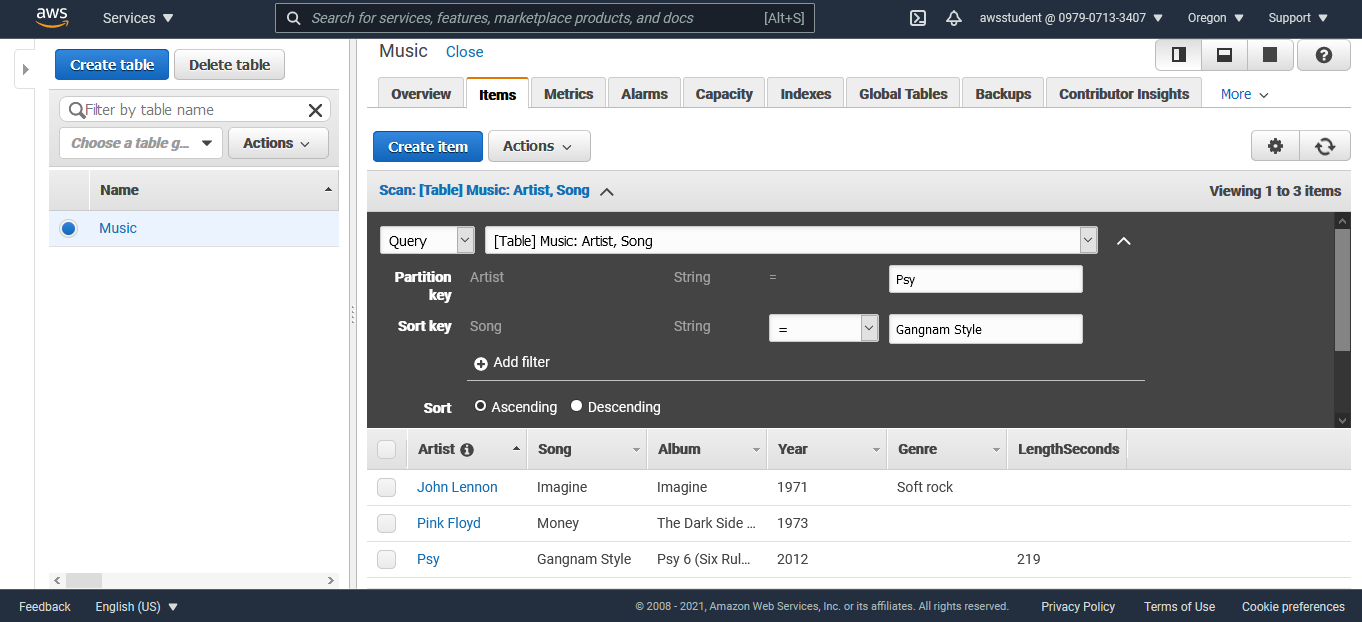 aws Services Search for services, features, marketplace products, and docs [Alt+S] awsstudent @ 0979-0713-3407 Oregon Support
Create table Delete table
Filter by table name
Choose a table g... Actions
Name
Music
Music Close
Overview Items Metrics Alarms Capacity Indexes Global Tables Backups Contributor Insights More
Create item Actions
Scan: [Table] Music: Artist, Song Viewing 1 to 3 items
Query [Table] Music: Artist, Song
Partition key Artist String = Psy
Sort key Song String = Gangnam Style
Add filter
Sort Ascending Descending
Artist Song Album Year Genre LengthSeconds
John Lennon Imagine Imagine 1971 Soft rock
Pink Floyd Money The Dark Side ... 1973
Psy Gangnam Style Psy 6 (Six Rul... 2012 219
Feedback English (US) © 2008 - 2021, Amazon Web Services, Inc. or its affiliates. All rights reserved. Privacy Policy Terms of Use Cookie preferences